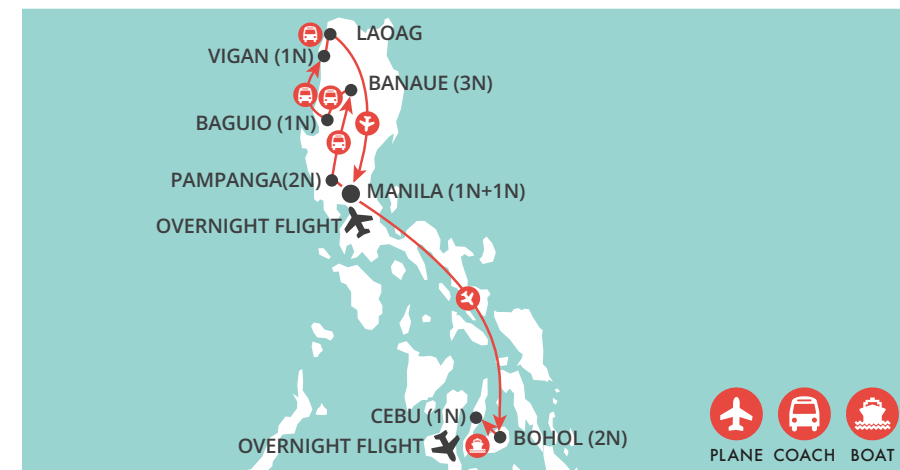 LAOAG
VIGAN (1N)
BANAUE (3N)
BAGUIO (1N)
PAMPANGA(2N)
MANILA (1N+1N)
OVERNIGHT FLIGHT
CEBU (1N)
BOHOL (2N)
OVERNIGHT FLIGHT
PLANE COACH BOAT